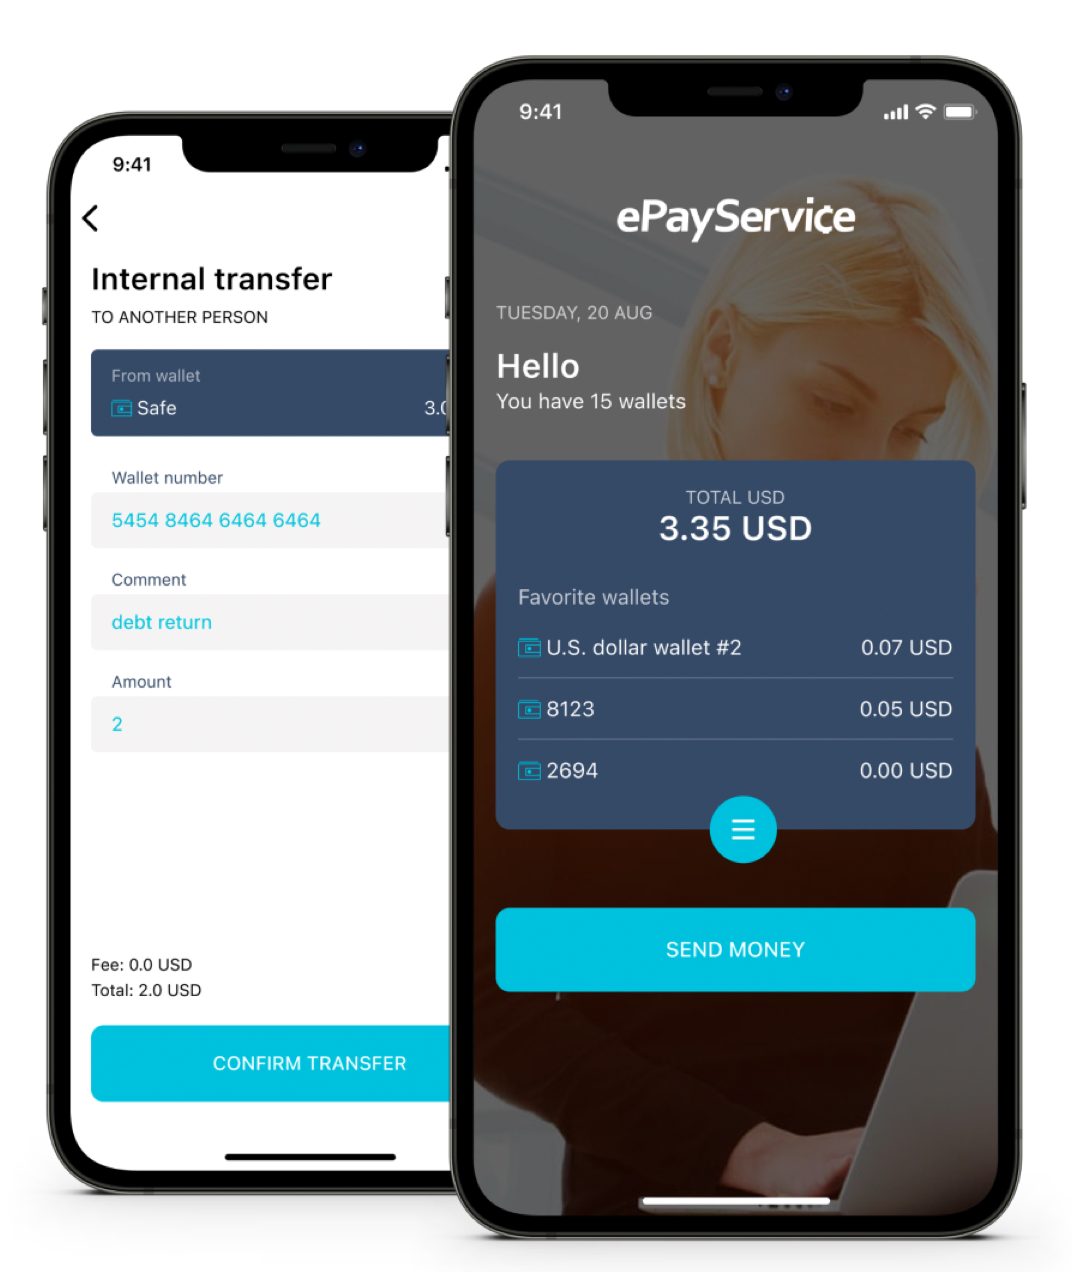 9:41
Internal transfer
TO ANOTHER PERSON
From wallet
Safe
Wallet number
5454 8464 6464 6464
Comment
debt return
Amount
2
Fee: 0.0 USD
Total: 2.0 USD
CONFIRM TRANSFER
9:41
ePayService
TUESDAY, 20 AUG
Hello
You have 15 wallets
TOTAL USD
3.35 USD
Favorite wallets
U.S. dollar wallet #2 0.07 USD
8123 0.05 USD
2694 0.00 USD
SEND MONEY